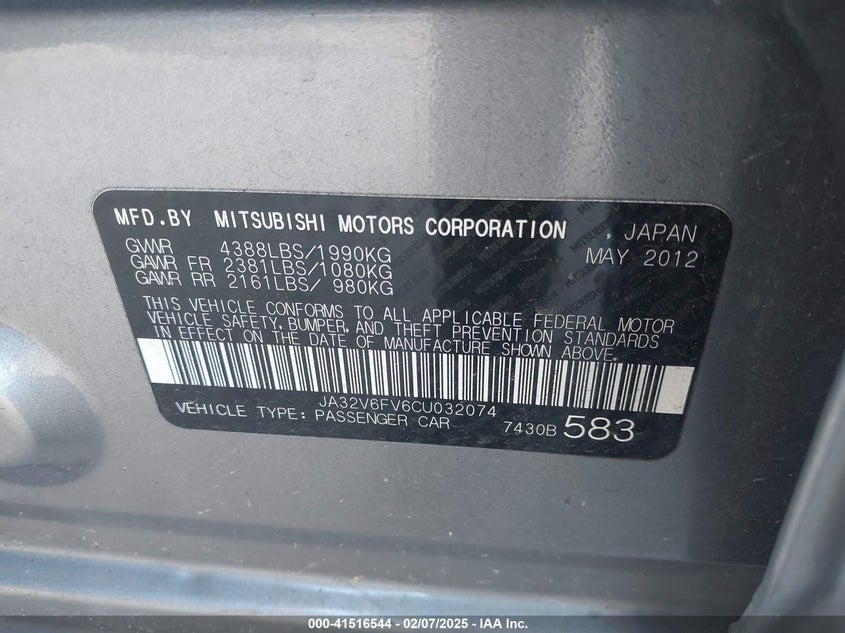 MFD.BY MITSUBISHI MOTORS CORPORATION , JAPAN
GVWR 4388LBS/1990KG MAY 2012
GAWR FR 2381LBS/1080KG
GAWR RR 2161LBS/ 980KG
THIS VEHICLE CONFORMS TO ALL APPLICABLE FEDERAL MOTOR
VEHICLE SAFETY, BUMPER, AND THEFT PREVENTION STANDARDS
IN EFFECT ON THE DATE OF MANUFACTURE SHOWN ABOVE.
JA32V6FV6CU032074
VEHICLE TYPE: PASSENGER CAR 7430B 583
000-41516544 - 02/07/2025 - IAA Inc.